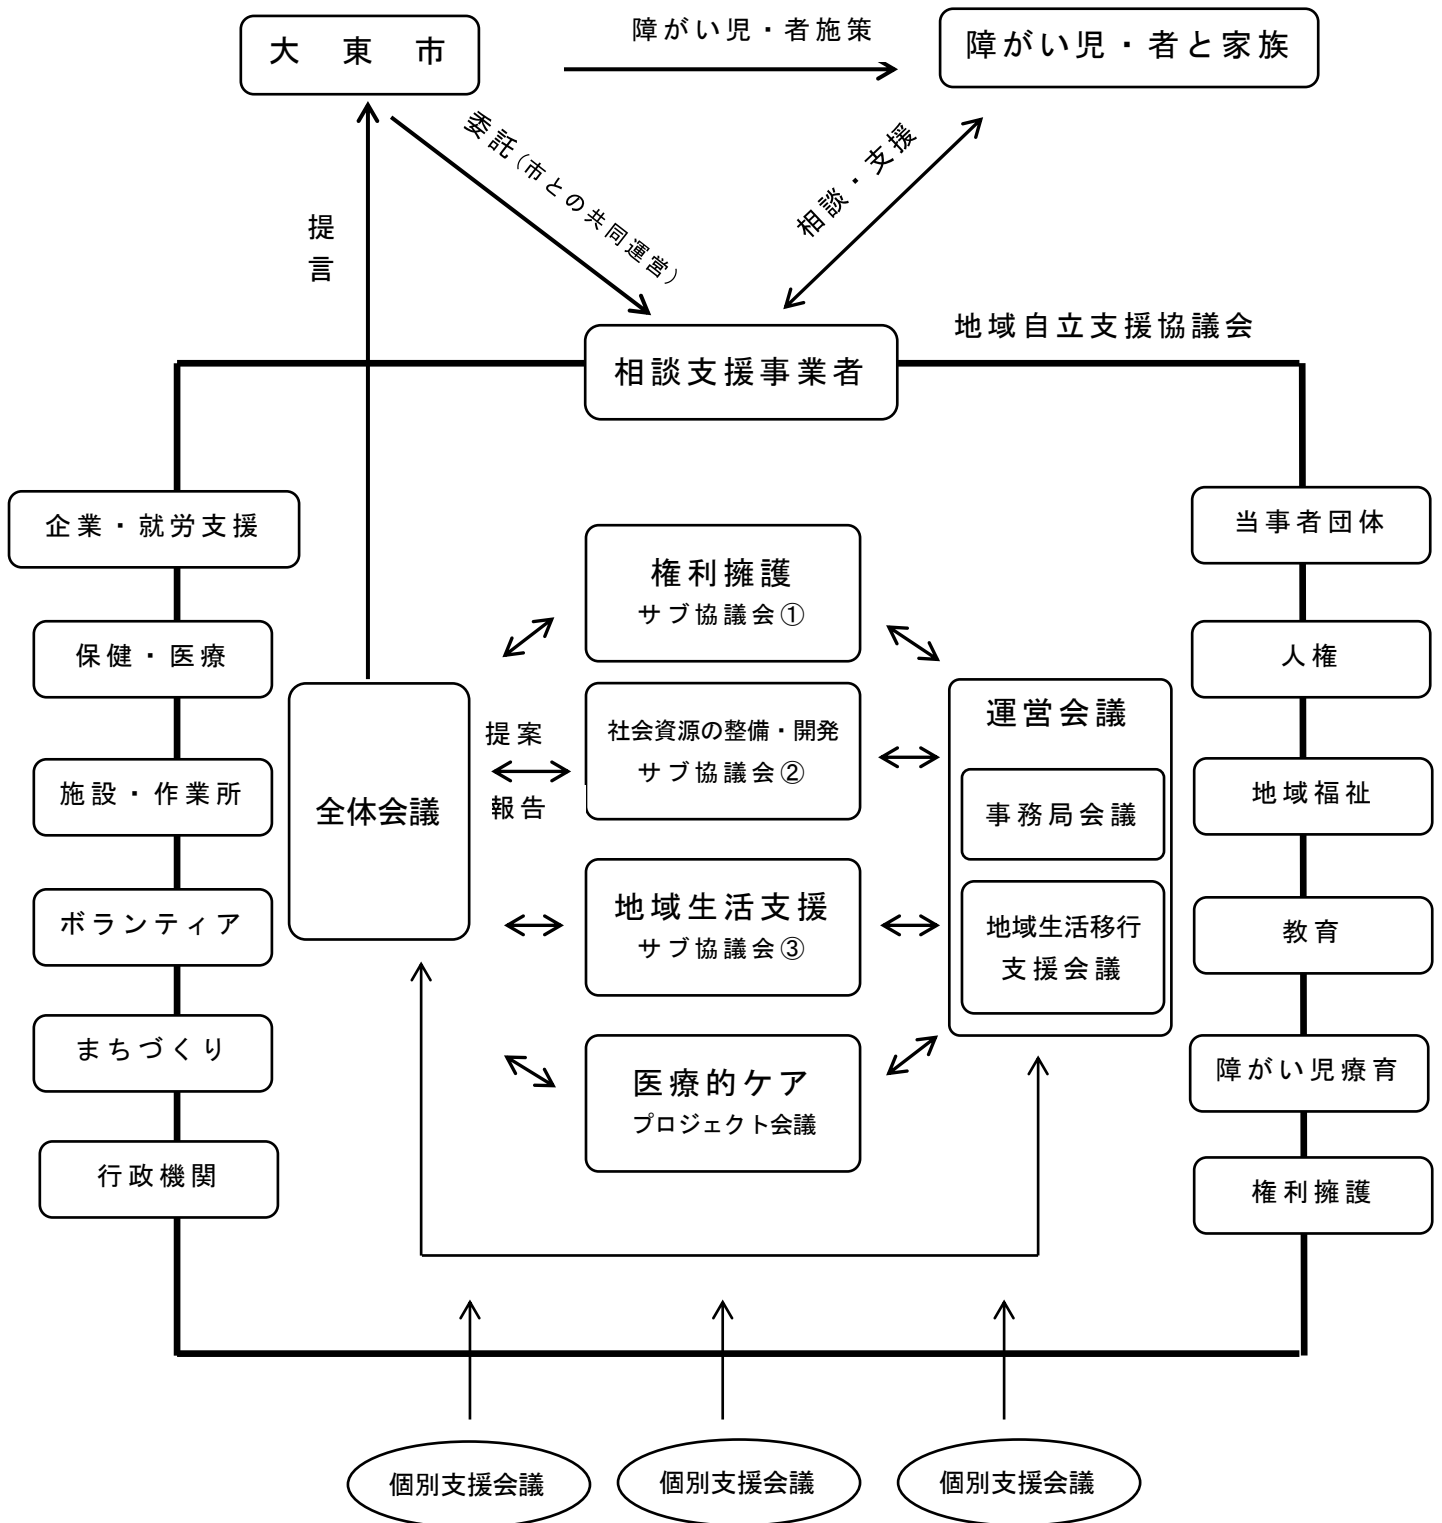 大東市
障がい児・者施策
障がい児・者と家族
委託(市との共同運営)
相談・支援
提言
地域自立支援協議会
相談支援事業者
企業・就労支援
保健・医療
施設・作業所
ボランティア
まちづくり
行政機関
全体会議
提案
報告
権利擁護
サブ協議会①
社会資源の整備・開発
サブ協議会②
地域生活支援
サブ協議会③
医療的ケア
プロジェクト会議
運営会議
事務局会議
地域生活移行
支援会議
当事者団体
人権
地域福祉
教育
障がい児療育
権利擁護
個別支援会議
個別支援会議
個別支援会議